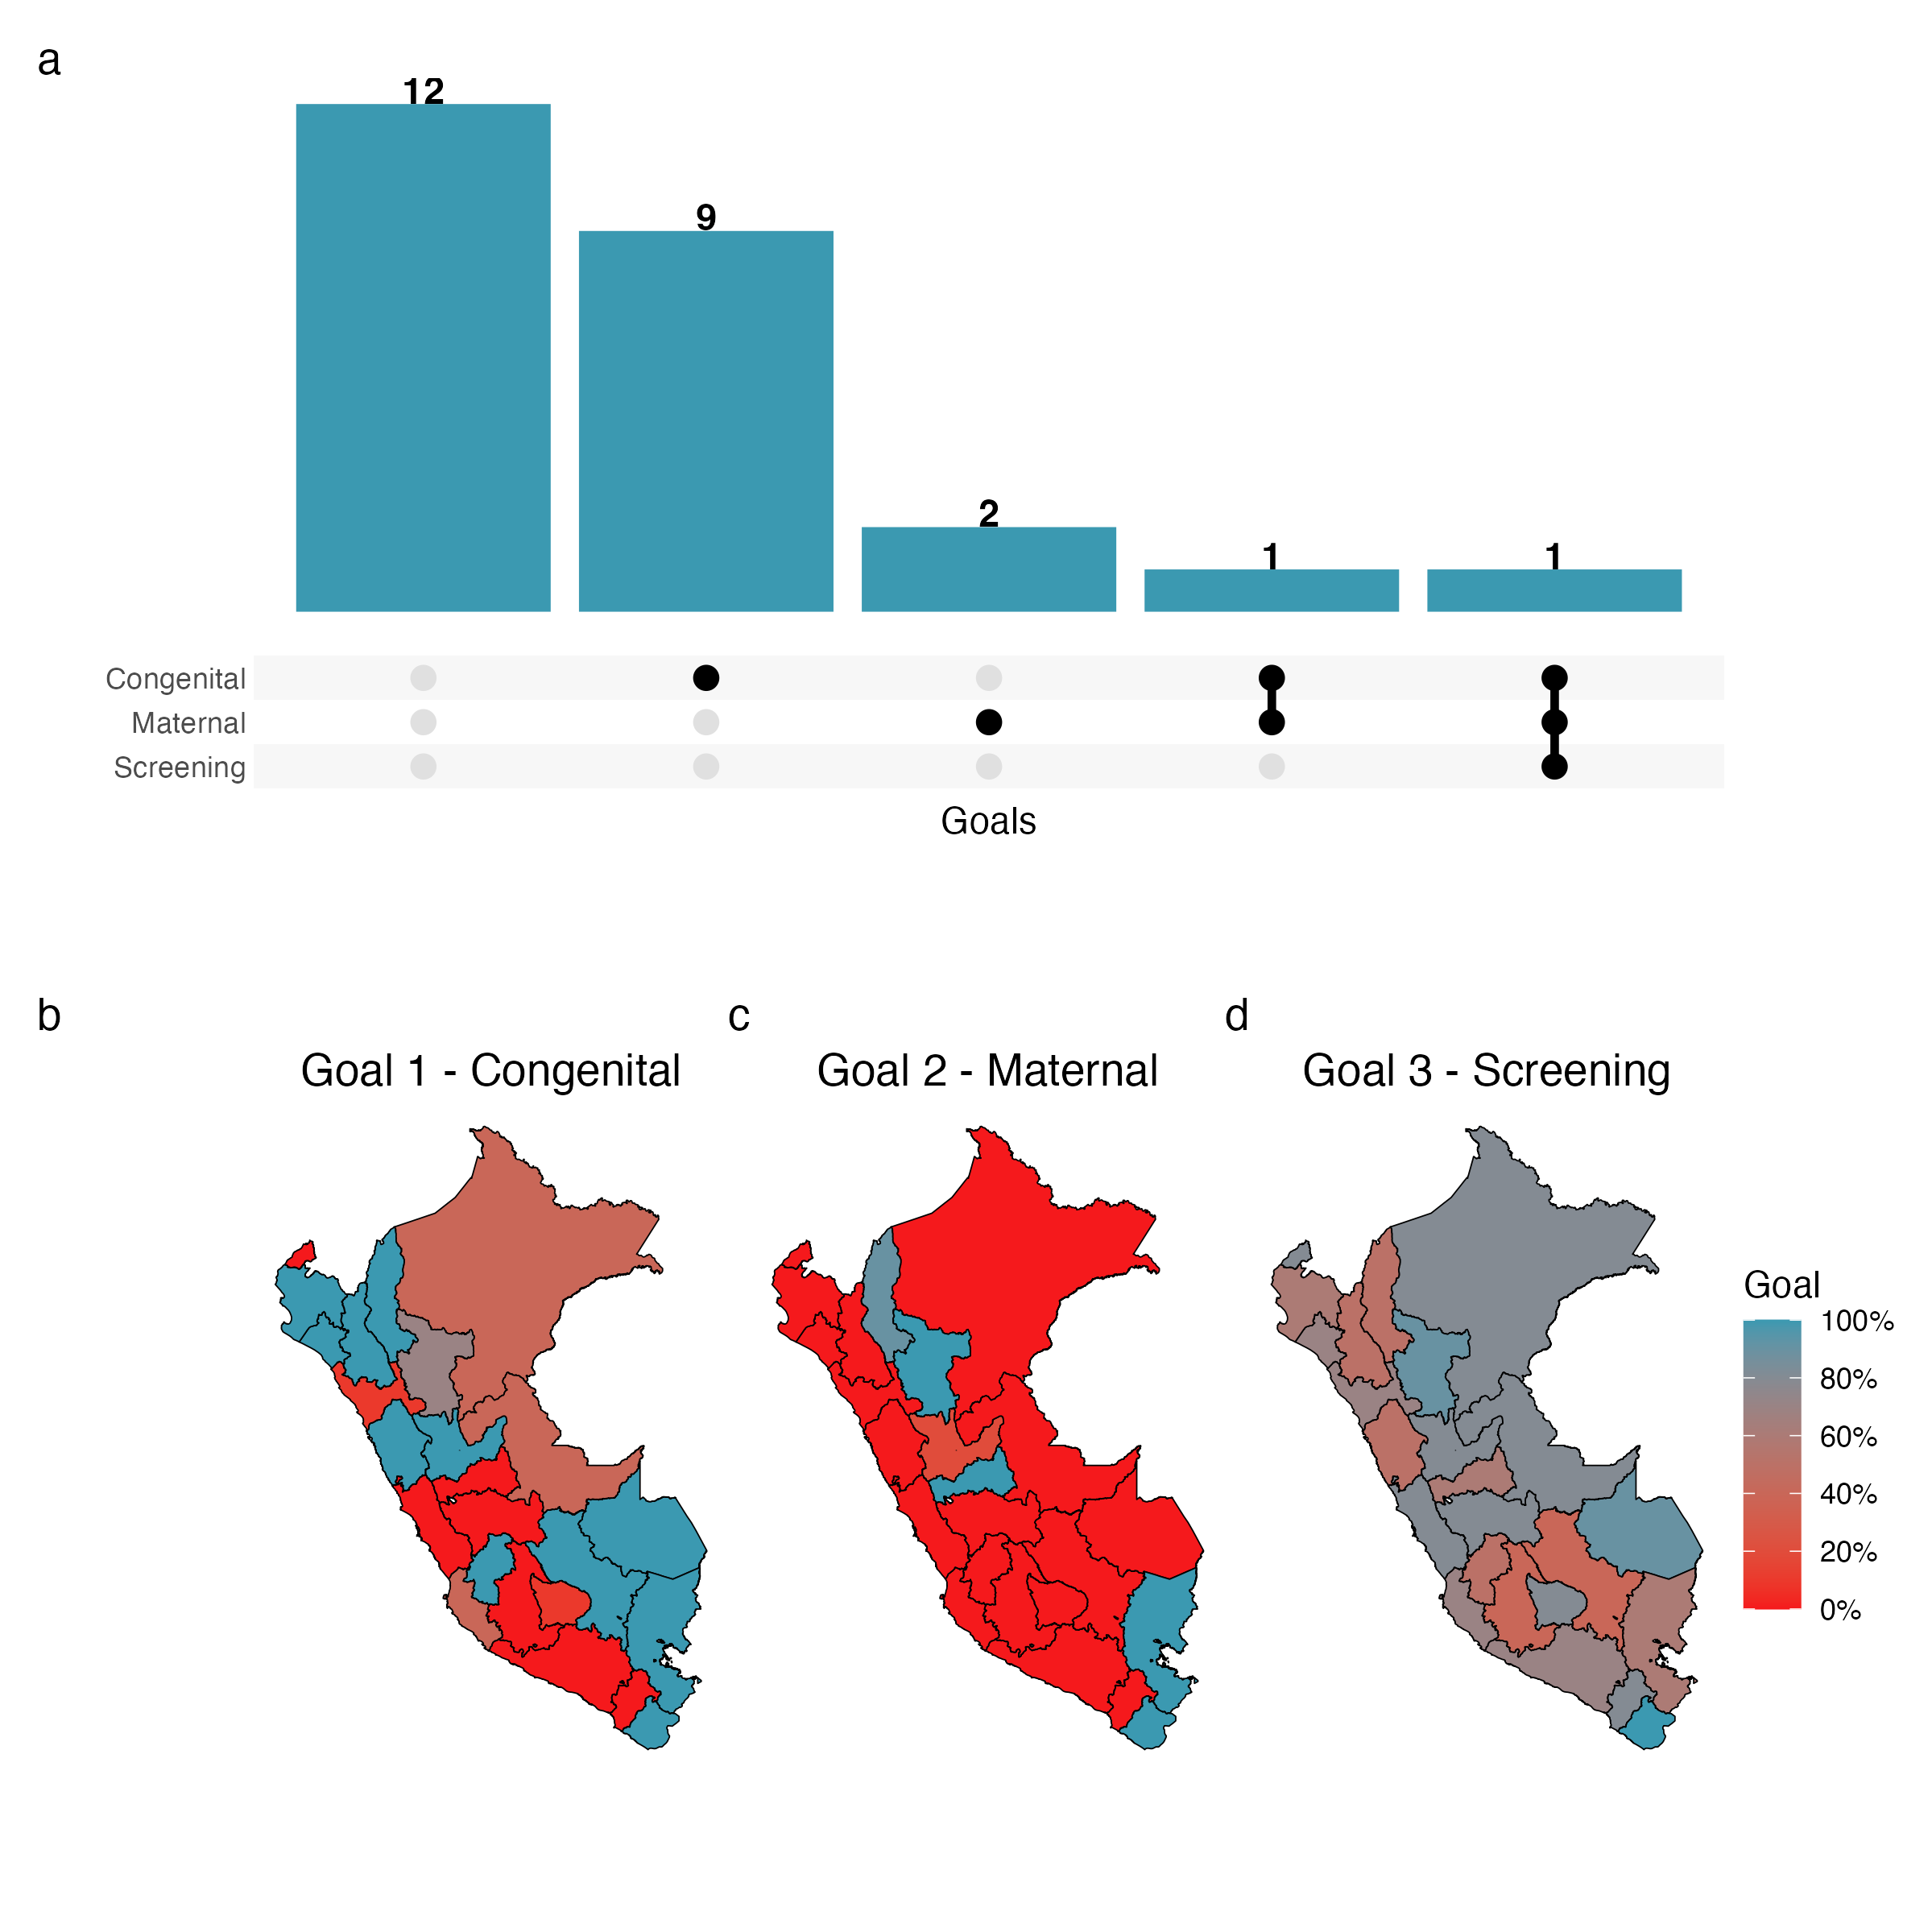 a
12
9
2
1
1
Congenital
Maternal
Screening
Goals
b
c
d
Goal 1 - Congenital
Goal 2 - Maternal
Goal 3 - Screening
Goal
100%
80%
60%
40%
20%
0%